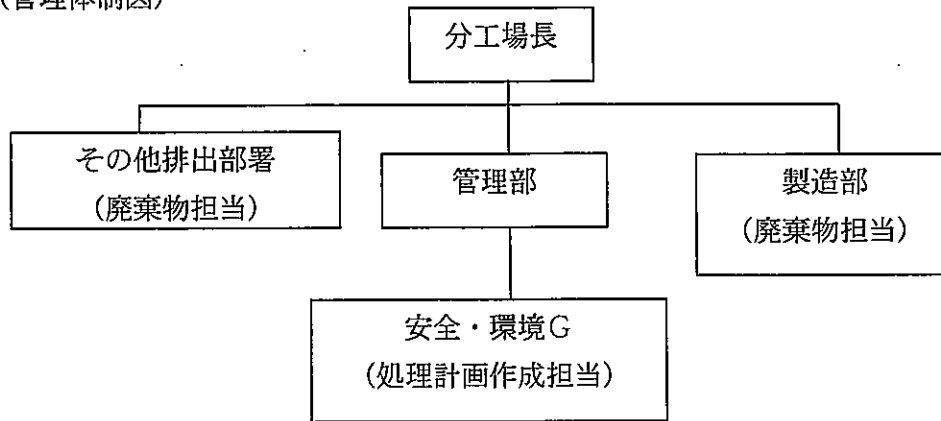 (管理体制図)
分工場長
その他排出部署
(廃棄物担当)
管理部
製造部
(廃棄物担当)
安全・環境G
(処理計画作成担当)